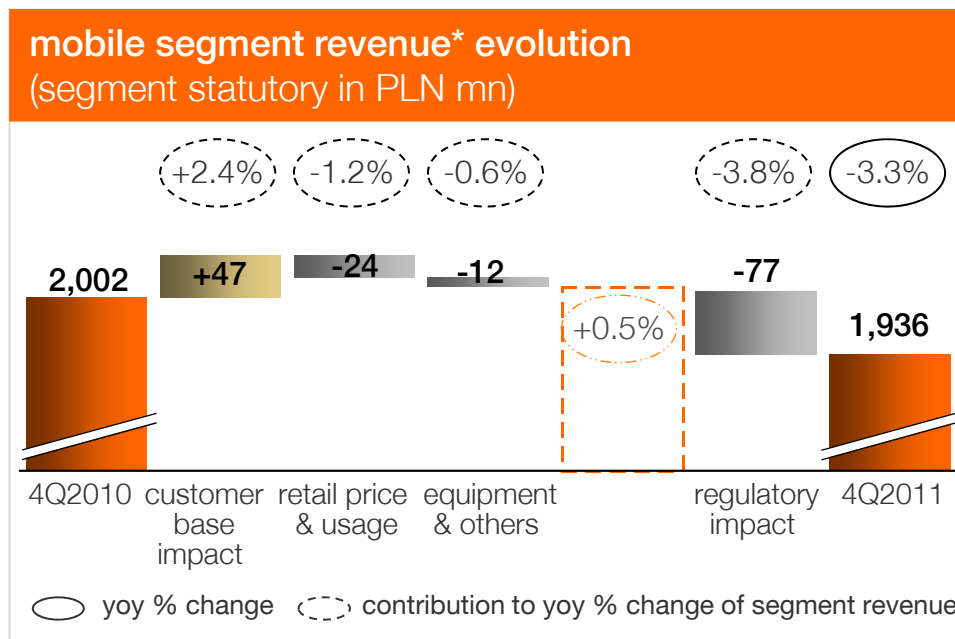 mobile segment revenue* evolution
(segment statutory in PLN mn)
+2.4% -1.2% -0.6% -3.8% -3.3%
2,002 +47 -24 -12 +0.5% -77 1,936
4Q2010 customer base impact retail price & usage equipment & others regulatory impact 4Q2011
yoy % change contribution to yoy % change of segment revenue